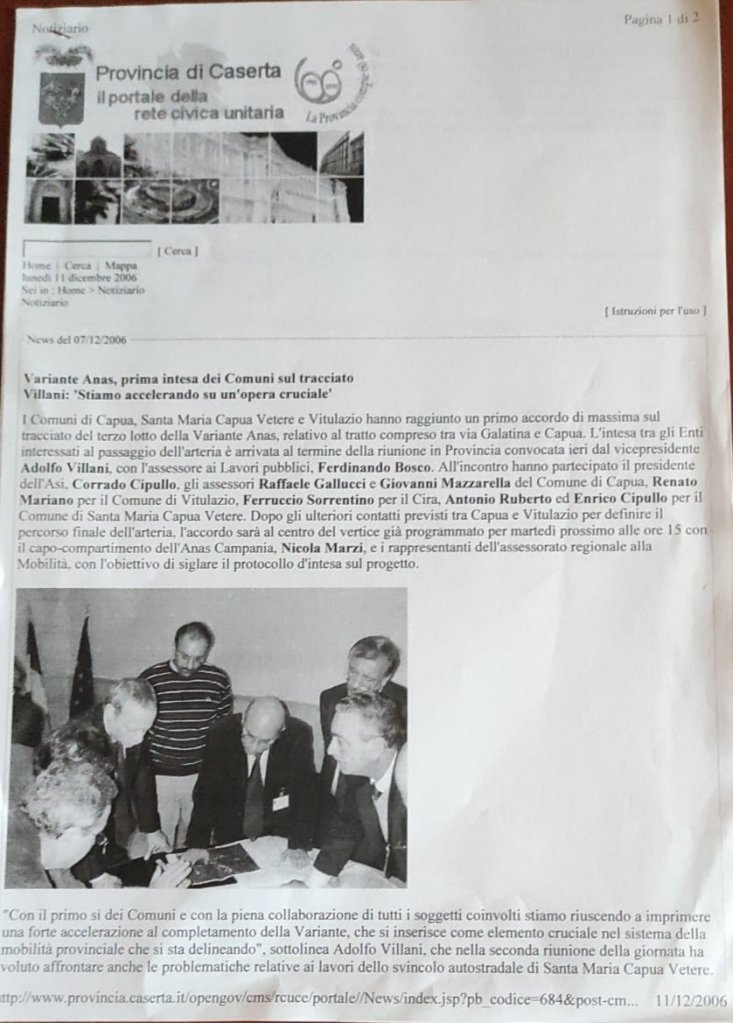 Notiziario
Pagina 1 di 2
Provincia di Caserta
il portale della
rete civica unitaria
La Provincia
[ Cerca ]
Home | Cerca | Mappa
lunedì 11 dicembre 2006
Sei in : Home > Notiziario
Notiziario
[ Istruzioni per l'uso ]
News del 07/12/2006
Variante Anas, prima intesa dei Comuni sul tracciato
Villani: 'Stiamo accelerando su un'opera cruciale'
I Comuni di Capua, Santa Maria Capua Vetere e Vitulazio hanno raggiunto un primo accordo di massima sul
tracciato del terzo lotto della Variante Anas, relativo al tratto compreso tra via Galatina e Capua. L'intesa tra gli Enti
interessati al passaggio dell'arteria è arrivata al termine della riunione in Provincia convocata ieri dal vicepresidente
Adolfo Villani, con l'assessore ai Lavori pubblici, Ferdinando Bosco. All'incontro hanno partecipato il presidente
dell'Asi, Corrado Cipullo, gli assessori Raffaele Gallucci e Giovanni Mazzarella del Comune di Capua, Renato
Mariano per il Comune di Vitulazio, Ferruccio Sorrentino per il Cira, Antonio Ruberto ed Enrico Cipullo per il
Comune di Santa Maria Capua Vetere. Dopo gli ulteriori contatti previsti tra Capua e Vitulazio per definire il
percorso finale dell'arteria, l'accordo sarà al centro del vertice già programmato per martedì prossimo alle ore 15 con
il capo-compartimento dell'Anas Campania, Nicola Marzi, e i rappresentanti dell'assessorato regionale alla
Mobilità, con l'obiettivo di siglare il protocollo d'intesa sul progetto.
"Con il primo sì dei Comuni e con la piena collaborazione di tutti i soggetti coinvolti stiamo riuscendo a imprimere
una forte accelerazione al completamento della Variante, che si inserisce come elemento cruciale nel sistema della
mobilità provinciale che si sta delineando", sottolinea Adolfo Villani, che nella seconda riunione della giornata ha
voluto affrontare anche le problematiche relative ai lavori dello svincolo autostradale di Santa Maria Capua Vetere.
ttp://www.provincia.caserta.it/opengov/cms/rcuce/portale//News/index.jsp?pb_codice=684&post-cm... 11/12/2006